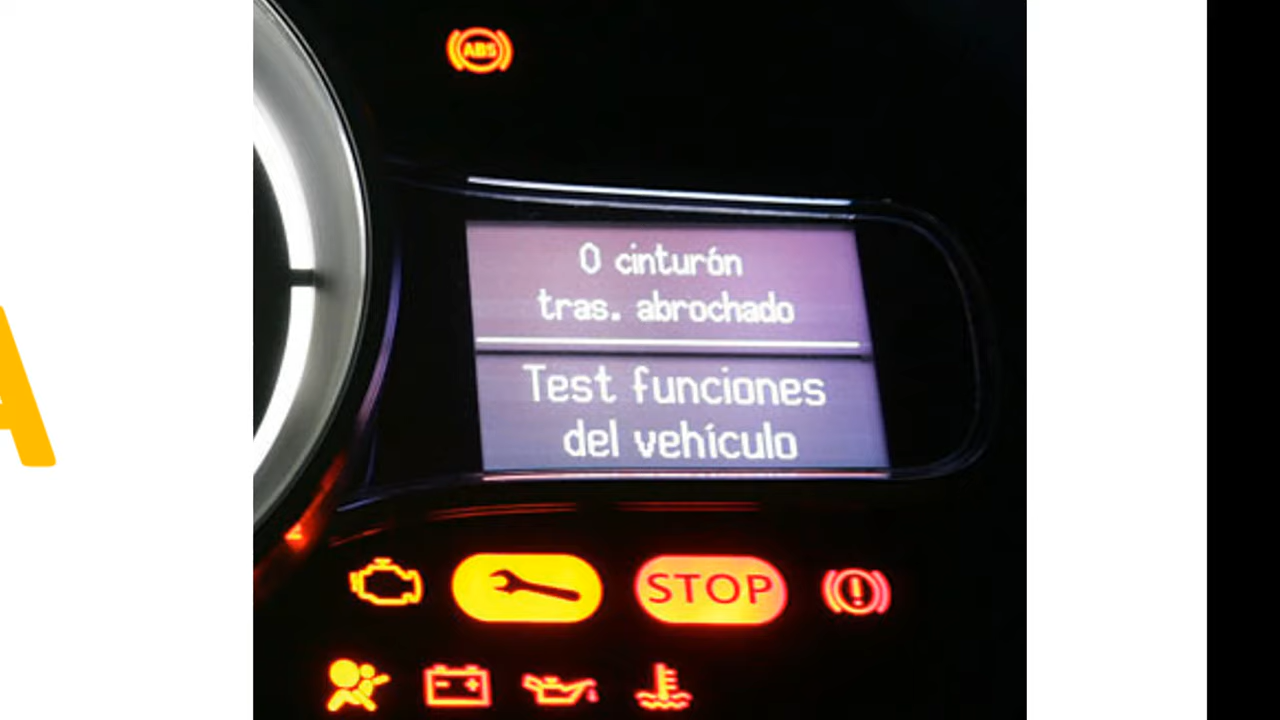 A
ABS
0 cinturón
tras. abrochado
Test funciones
del vehículo
STOP